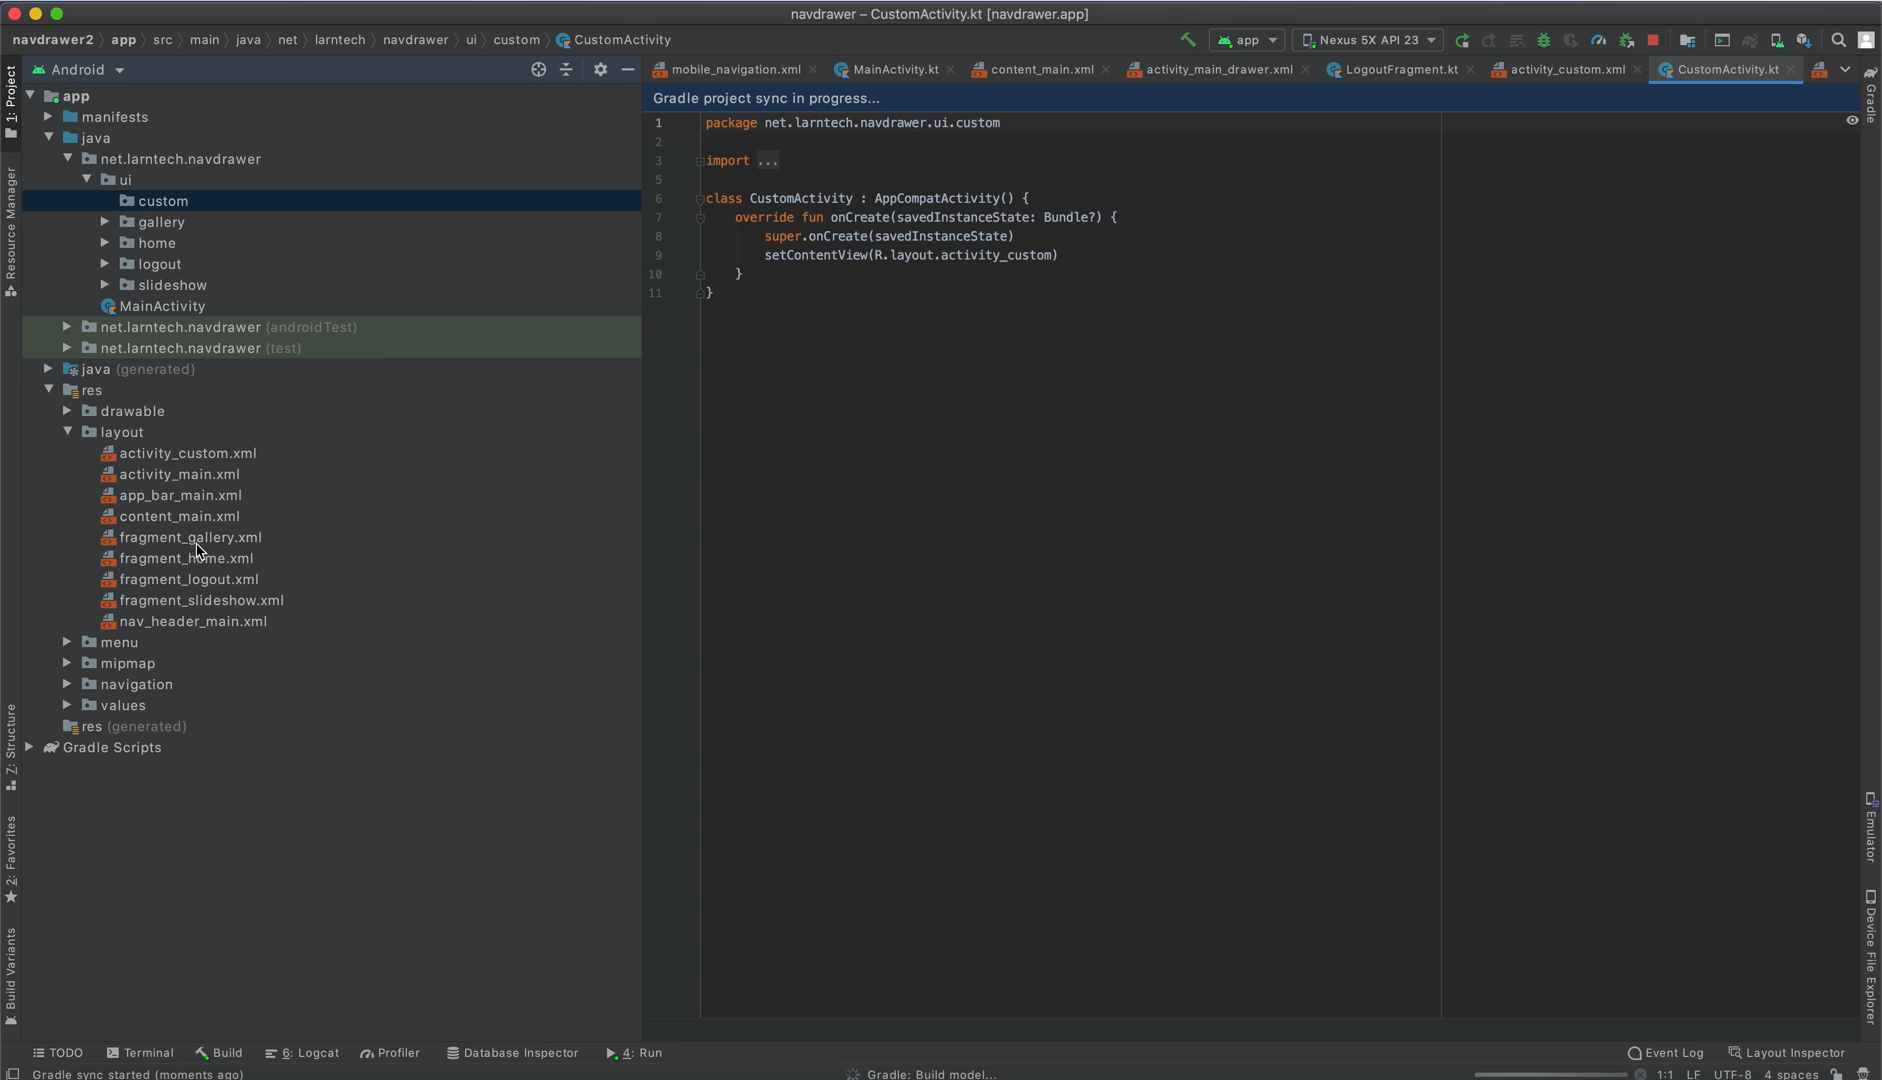 navdrawer – CustomActivity.kt [navdrawer.app]
navdrawer2 app src main java net larntech navdrawer ui custom CustomActivity
app Nexus 5X API 23
Android
mobile_navigation.xml MainActivity.kt content_main.xml activity_main_drawer.xml LogoutFragment.kt activity_custom.xml CustomActivity.kt
Gradle project sync in progress...
1: Project
Resource Manager
Z: Structure
2: Favorites
Build Variants
app
manifests
java
net.larntech.navdrawer
ui
custom
gallery
home
logout
slideshow
MainActivity
net.larntech.navdrawer (androidTest)
net.larntech.navdrawer (test)
java (generated)
res
drawable
layout
activity_custom.xml
activity_main.xml
app_bar_main.xml
content_main.xml
fragment_gallery.xml
fragment_home.xml
fragment_logout.xml
fragment_slideshow.xml
nav_header_main.xml
menu
mipmap
navigation
values
res (generated)
Gradle Scripts
1 package net.larntech.navdrawer.ui.custom
2
3 import ...
5
6 class CustomActivity : AppCompatActivity() {
7 override fun onCreate(savedInstanceState: Bundle?) {
8 super.onCreate(savedInstanceState)
9 setContentView(R.layout.activity_custom)
10 }
11 }
Gradle
Emulator
Device File Explorer
TODO Terminal Build 6: Logcat Profiler Database Inspector 4: Run Event Log Layout Inspector
Gradle sync started (moments ago) Gradle: Build model... 1:1 LF UTF-8 4 spaces